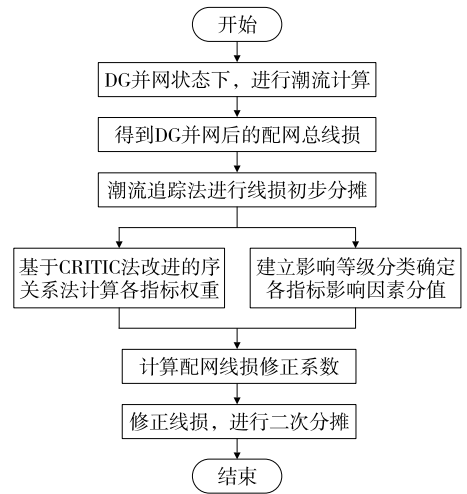 开始
DG并网状态下，进行潮流计算
得到DG并网后的配网总线损
潮流追踪法进行线损初步分摊
基于CRITIC法改进的序
关系法计算各指标权重
建立影响等级分类确定
各指标影响因素分值
计算配网线损修正系数
修正线损，进行二次分摊
结束